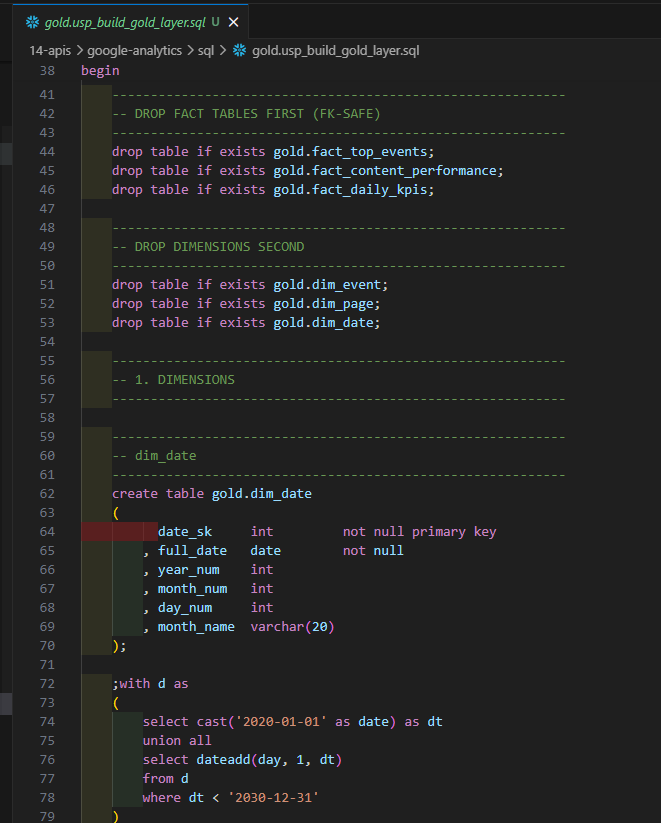 gold.usp_build_gold_layer.sql U ×
14-apis > google-analytics > sql > gold.usp_build_gold_layer.sql
38 begin
41 -----------------------------------------------------------
42 -- DROP FACT TABLES FIRST (FK-SAFE)
43 -----------------------------------------------------------
44 drop table if exists gold.fact_top_events;
45 drop table if exists gold.fact_content_performance;
46 drop table if exists gold.fact_daily_kpis;
47
48 -----------------------------------------------------------
49 -- DROP DIMENSIONS SECOND
50 -----------------------------------------------------------
51 drop table if exists gold.dim_event;
52 drop table if exists gold.dim_page;
53 drop table if exists gold.dim_date;
54
55 -----------------------------------------------------------
56 -- 1. DIMENSIONS
57 -----------------------------------------------------------
58
59 -----------------------------------------------------------
60 -- dim_date
61 -----------------------------------------------------------
62 create table gold.dim_date
63 (
64 date_sk int not null primary key
65 , full_date date not null
66 , year_num int
67 , month_num int
68 , day_num int
69 , month_name varchar(20)
70 );
71
72 ;with d as
73 (
74 select cast('2020-01-01' as date) as dt
75 union all
76 select dateadd(day, 1, dt)
77 from d
78 where dt < '2030-12-31'
79 )